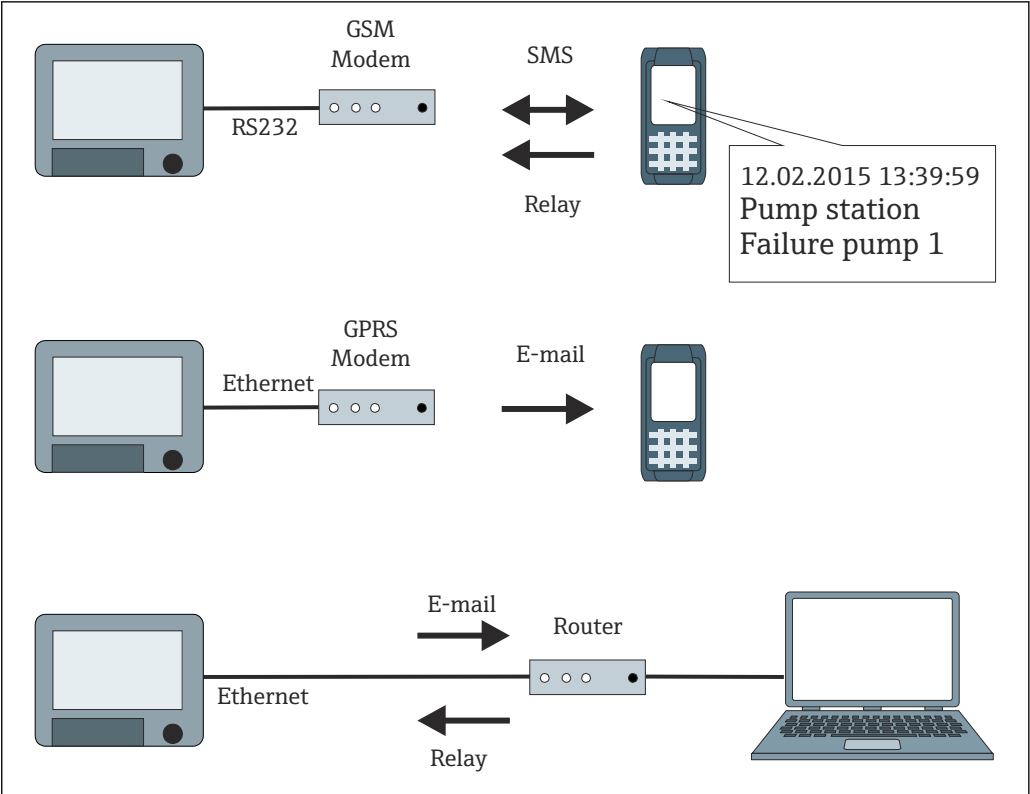 GSM
Modem
SMS
RS232
Relay
12.02.2015 13:39:59
Pump station
Failure pump 1
GPRS
Modem
E-mail
Ethernet
E-mail
Router
Ethernet
Relay